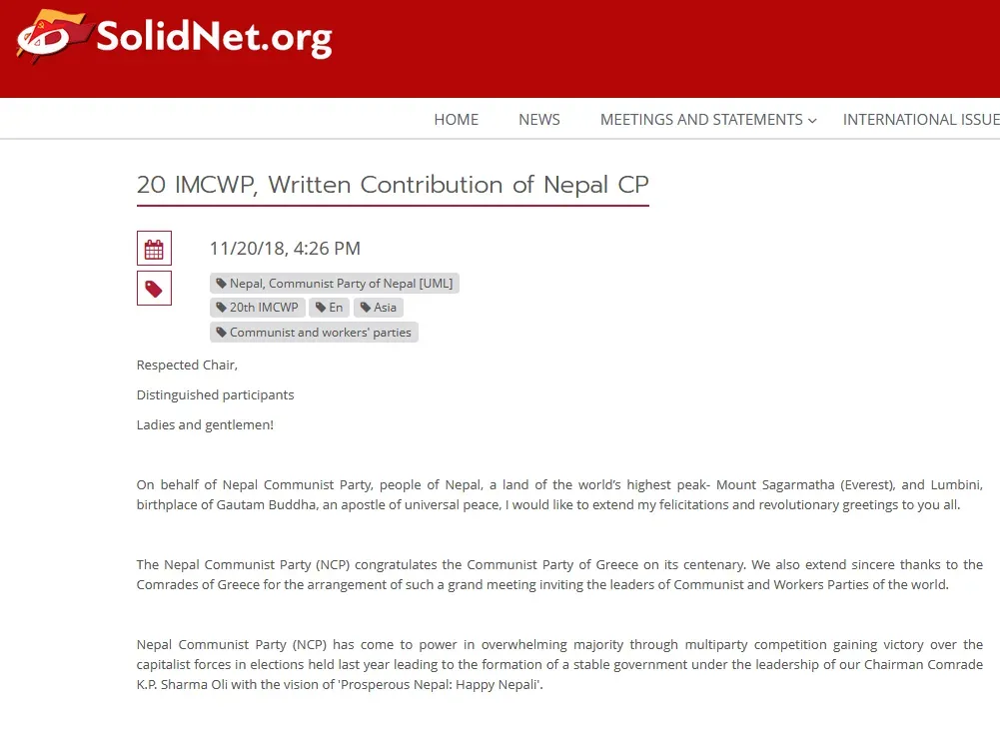 SolidNet.org
HOME NEWS MEETINGS AND STATEMENTS INTERNATIONAL ISSUE
20 IMCWP, Written Contribution of Nepal CP
11/20/18, 4:26 PM
Nepal, Communist Party of Nepal [UML]
20th IMCWP En Asia
Communist and workers' parties
Respected Chair,
Distinguished participants
Ladies and gentlemen!
On behalf of Nepal Communist Party, people of Nepal, a land of the world's highest peak- Mount Sagarmatha (Everest), and Lumbini,
birthplace of Gautam Buddha, an apostle of universal peace, I would like to extend my felicitations and revolutionary greetings to you all.
The Nepal Communist Party (NCP) congratulates the Communist Party of Greece on its centenary. We also extend sincere thanks to the
Comrades of Greece for the arrangement of such a grand meeting inviting the leaders of Communist and Workers Parties of the world.
Nepal Communist Party (NCP) has come to power in overwhelming majority through multiparty competition gaining victory over the
capitalist forces in elections held last year leading to the formation of a stable government under the leadership of our Chairman Comrade
K.P. Sharma Oli with the vision of 'Prosperous Nepal: Happy Nepali'.